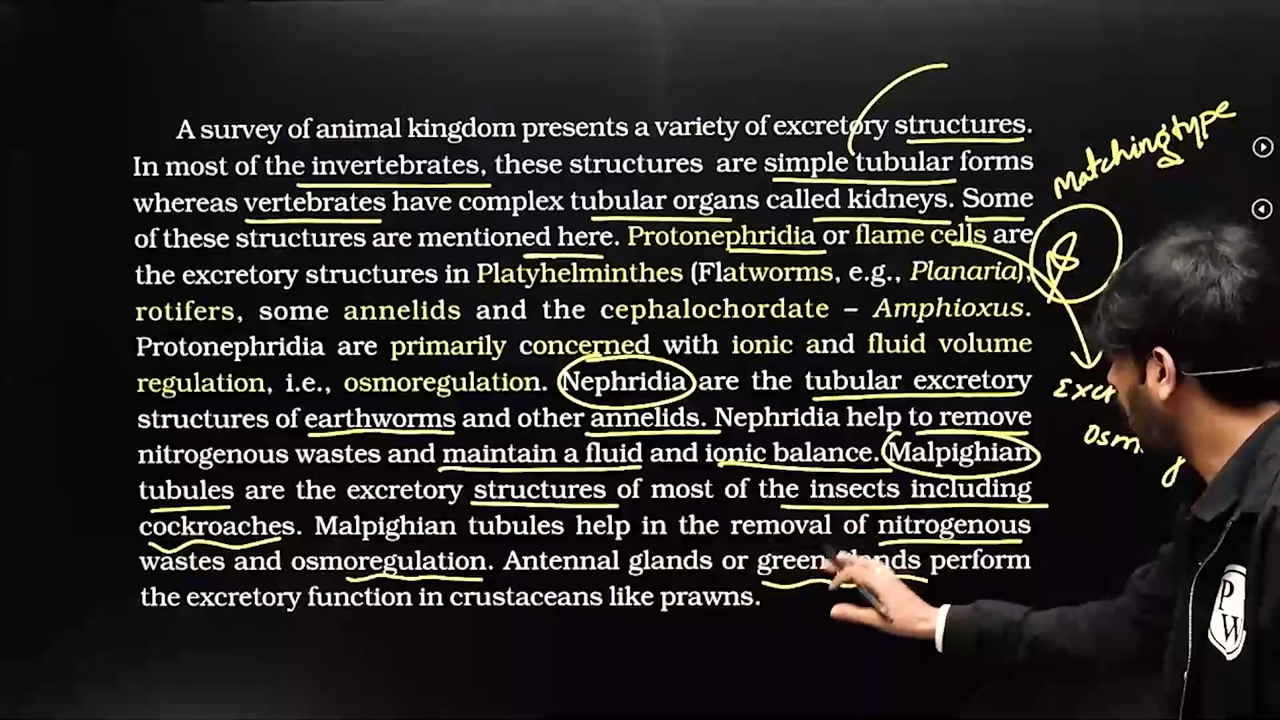 A survey of animal kingdom presents a variety of excretory structures.
In most of the invertebrates, these structures are simple tubular forms
whereas vertebrates have complex tubular organs called kidneys. Some
of these structures are mentioned here. Protonephridia or flame cells are
the excretory structures in Platyhelminthes (Flatworms, e.g., Planaria),
rotifers, some annelids and the cephalochordate – Amphioxus.
Protonephridia are primarily concerned with ionic and fluid volume
regulation, i.e., osmoregulation. Nephridia are the tubular excretory
structures of earthworms and other annelids. Nephridia help to remove
nitrogenous wastes and maintain a fluid and ionic balance. Malpighian
tubules are the excretory structures of most of the insects including
cockroaches. Malpighian tubules help in the removal of nitrogenous
wastes and osmoregulation. Antennal glands or green glands perform
the excretory function in crustaceans like prawns.
Matching type
PW